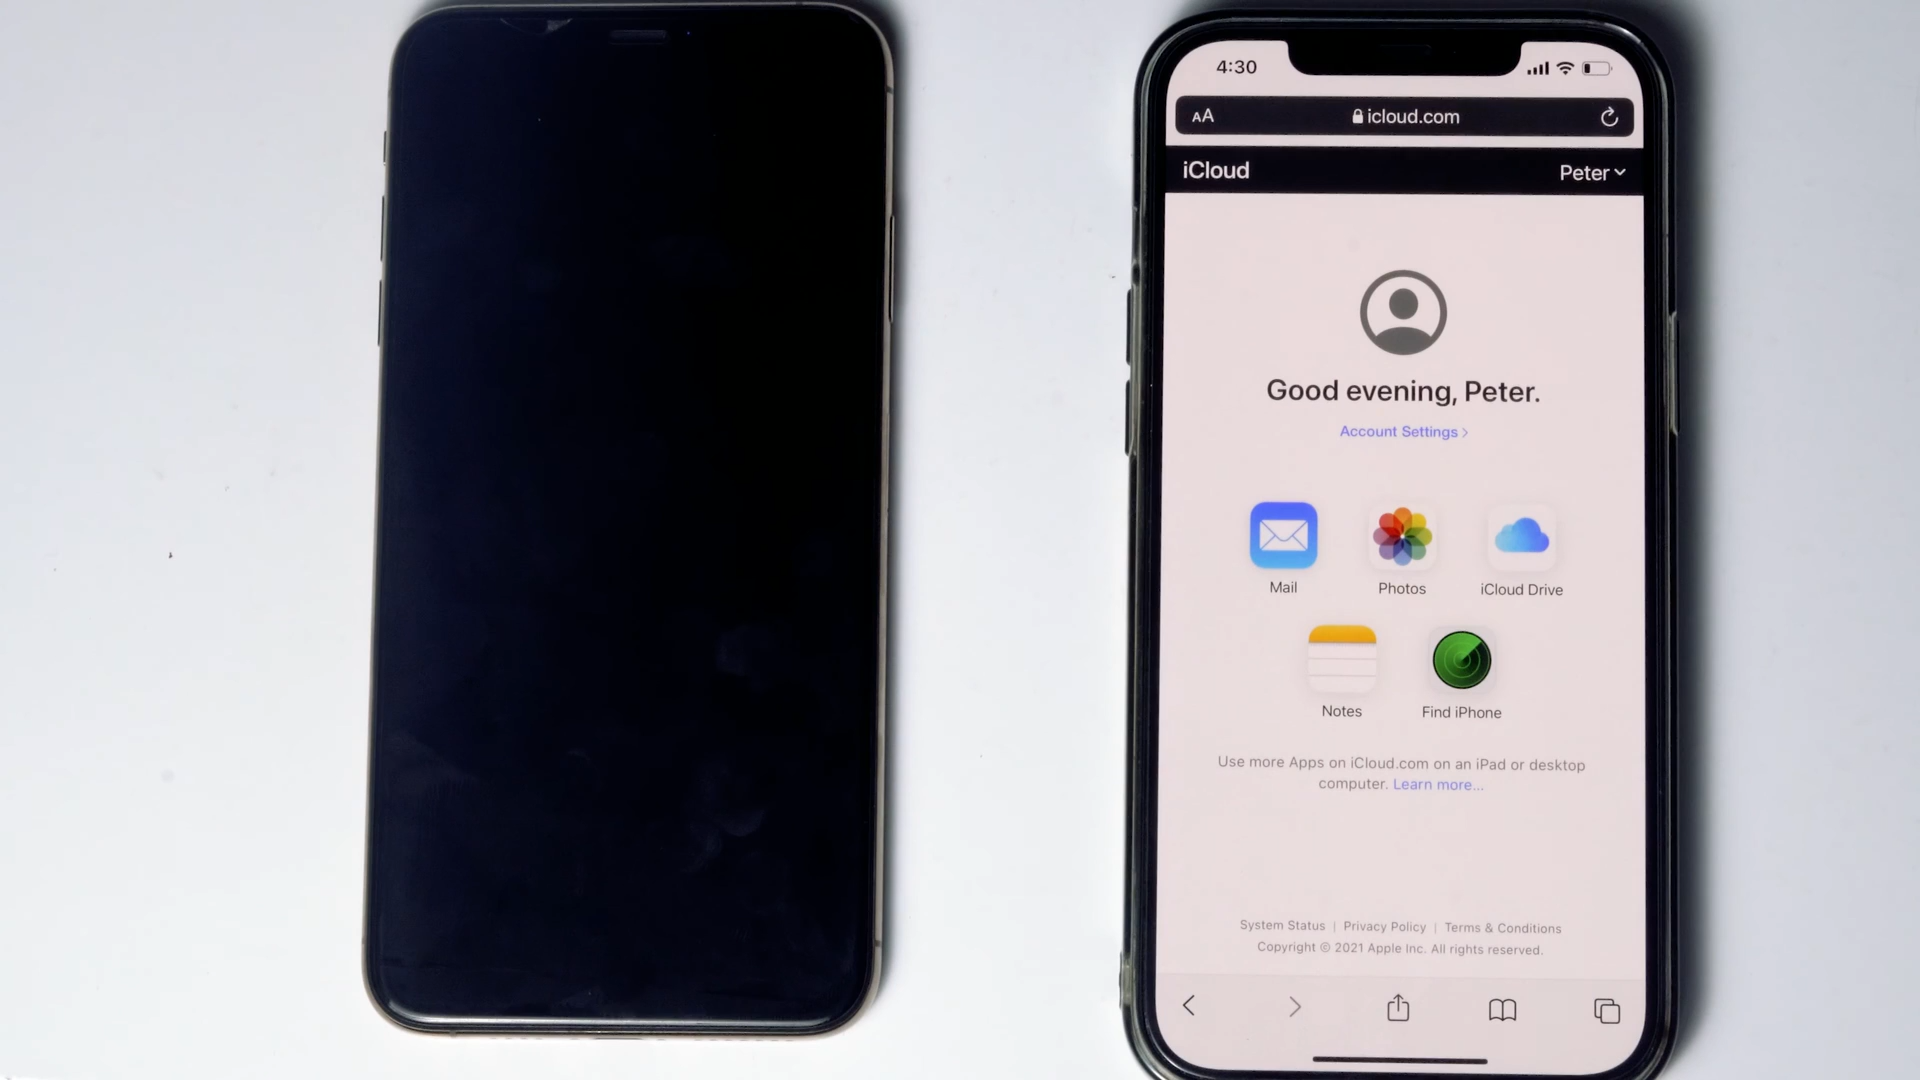 4:30
AA
icloud.com
iCloud
Peter
Good evening, Peter.
Account Settings >
Mail
Photos
iCloud Drive
Notes
Find iPhone
Use more Apps on iCloud.com on an iPad or desktop
computer. Learn more...
System Status | Privacy Policy | Terms & Conditions
Copyright © 2021 Apple Inc. All rights reserved.